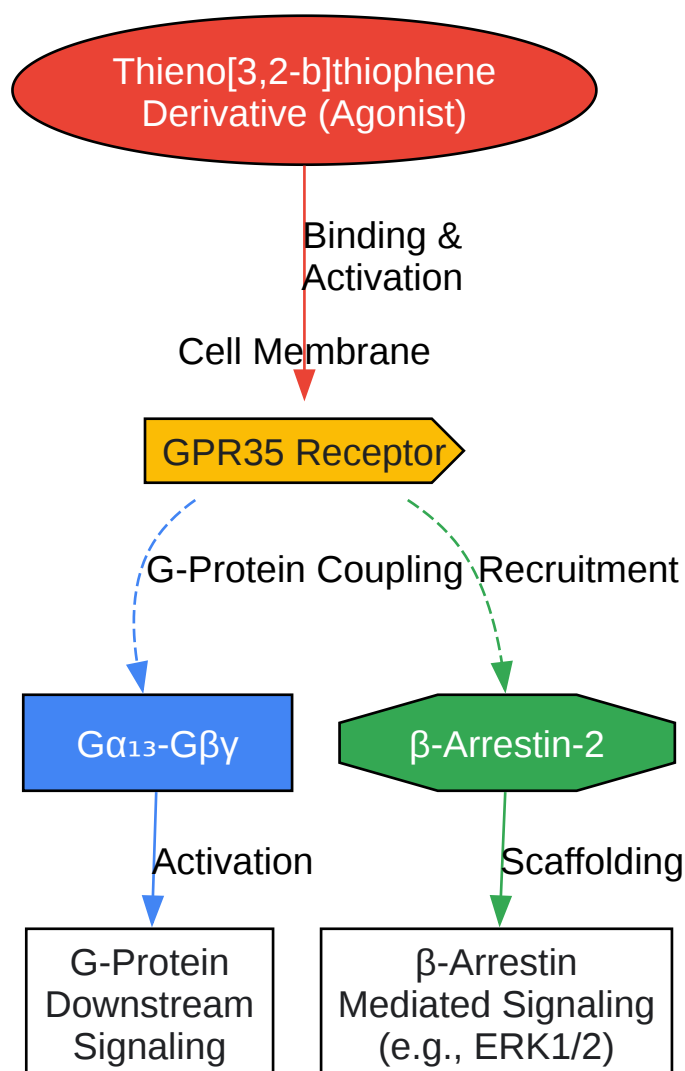 Thieno[3,2-b]thiophene
Derivative (Agonist)
Binding &
Activation
Cell Membrane
GPR35 Receptor
G-Protein Coupling
Recruitment
Gα₁₃-Gβγ
β-Arrestin-2
Activation
Scaffolding
G-Protein
Downstream
Signaling
β-Arrestin
Mediated Signaling
(e.g., ERK1/2)